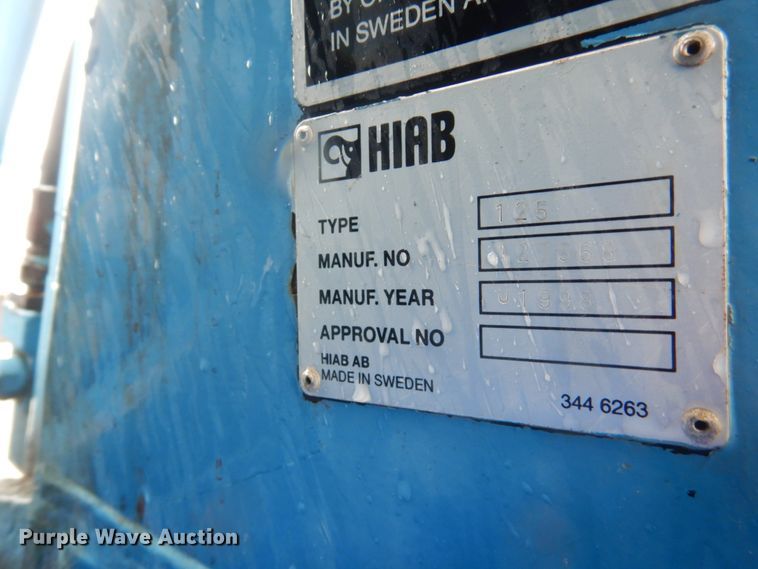 IN SWEDEN
HIAB
TYPE 125
MANUF. NO
MANUF. YEAR
APPROVAL NO
HIAB AB
MADE IN SWEDEN
344 6263
Purple Wave Auction